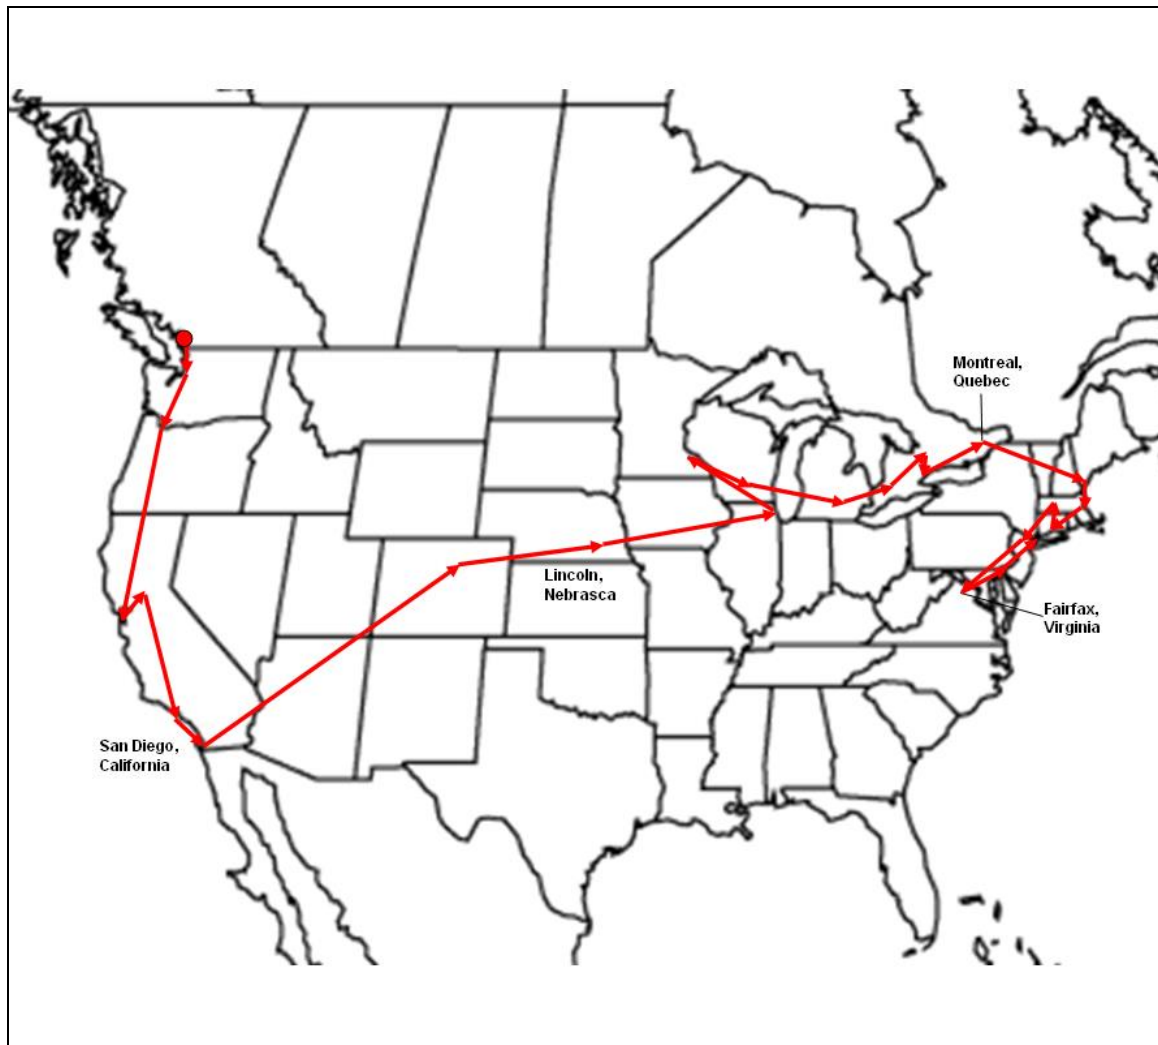 Montreal,
Quebec
Lincoln,
Nebrasca
Fairfax,
Virginia
San Diego,
California